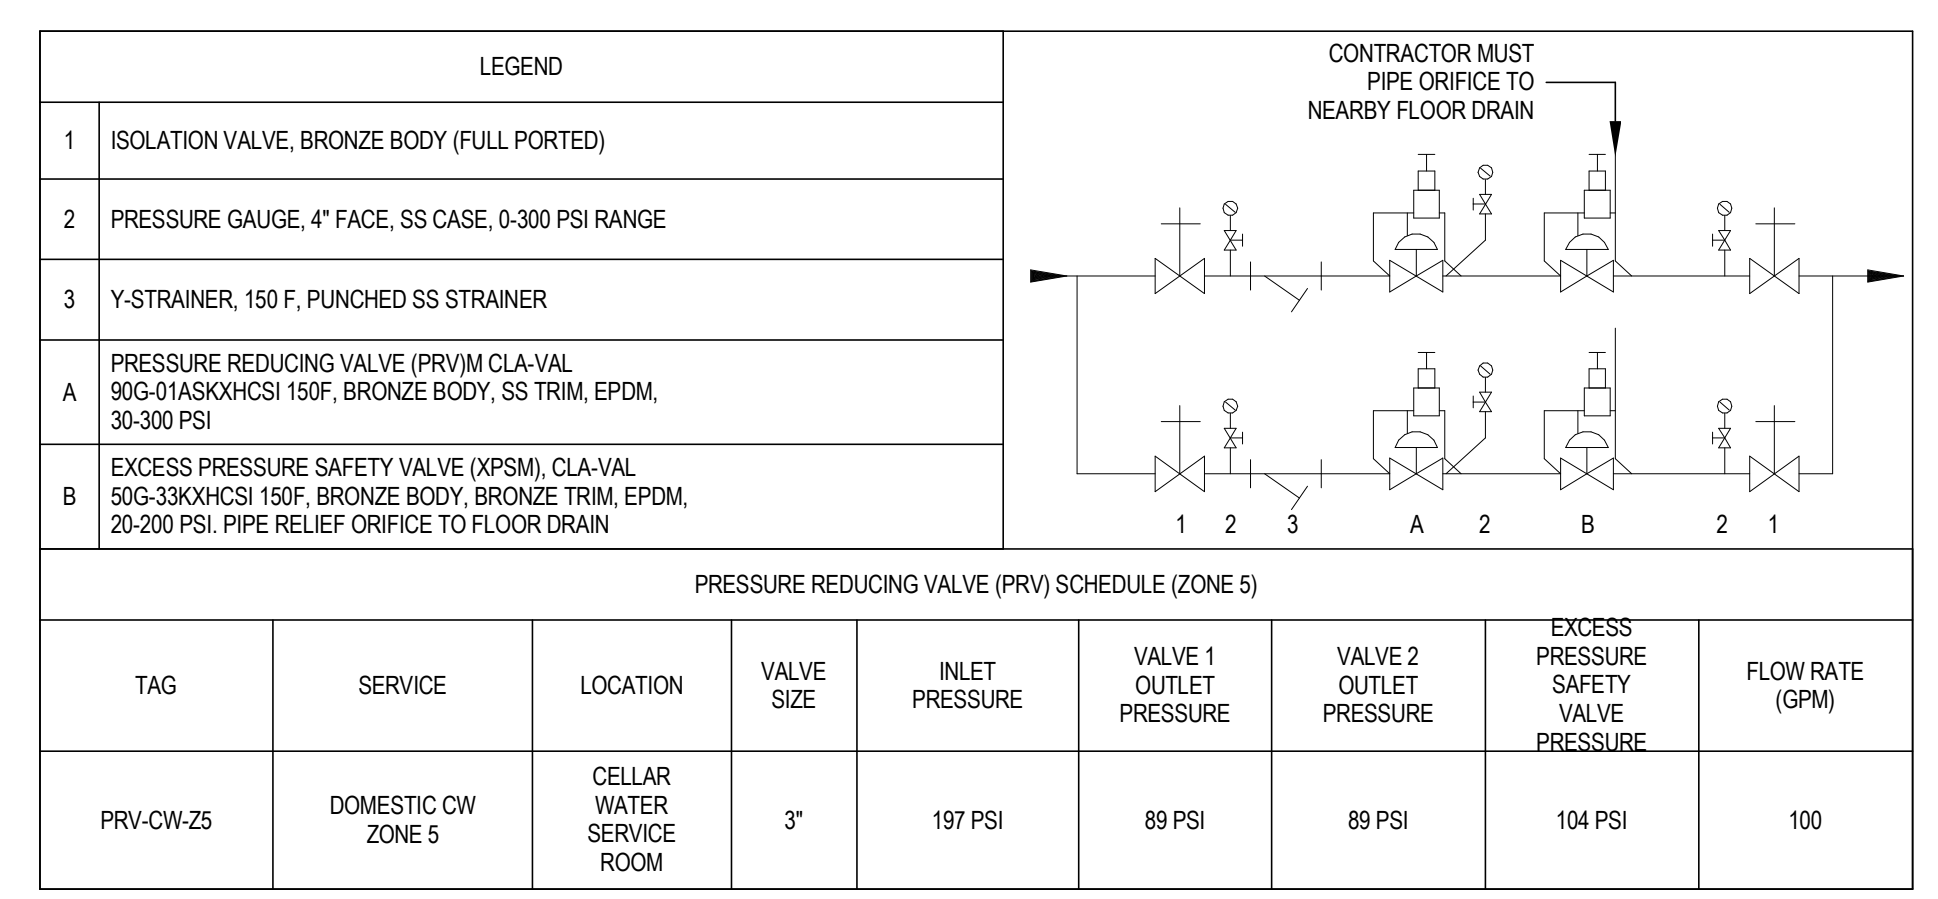 LEGEND
1 ISOLATION VALVE, BRONZE BODY (FULL PORTED)
2 PRESSURE GAUGE, 4" FACE, SS CASE, 0-300 PSI RANGE
3 Y-STRAINER, 150 F, PUNCHED SS STRAINER
A
PRESSURE REDUCING VALVE (PRV)M CLA-VAL
90G-01ASKXHCSI 150F, BRONZE BODY, SS TRIM, EPDM,
30-300 PSI
B
EXCESS PRESSURE SAFETY VALVE (XPSM), CLA-VAL
50G-33KXHCSI 150F, BRONZE BODY, BRONZE TRIM, EPDM,
20-200 PSI. PIPE RELIEF ORIFICE TO FLOOR DRAIN
CONTRACTOR MUST
PIPE ORIFICE TO
NEARBY FLOOR DRAIN
1 2 3 A 2 B 2 1
PRESSURE REDUCING VALVE (PRV) SCHEDULE (ZONE 5)
TAG
SERVICE
LOCATION
VALVE
SIZE
INLET
PRESSURE
VALVE 1
OUTLET
PRESSURE
VALVE 2
OUTLET
PRESSURE
EXCESS
PRESSURE
SAFETY
VALVE
PRESSURE
FLOW RATE
(GPM)
PRV-CW-Z5
DOMESTIC CW
ZONE 5
CELLAR
WATER
SERVICE
ROOM
3"
197 PSI
89 PSI
89 PSI
104 PSI
100